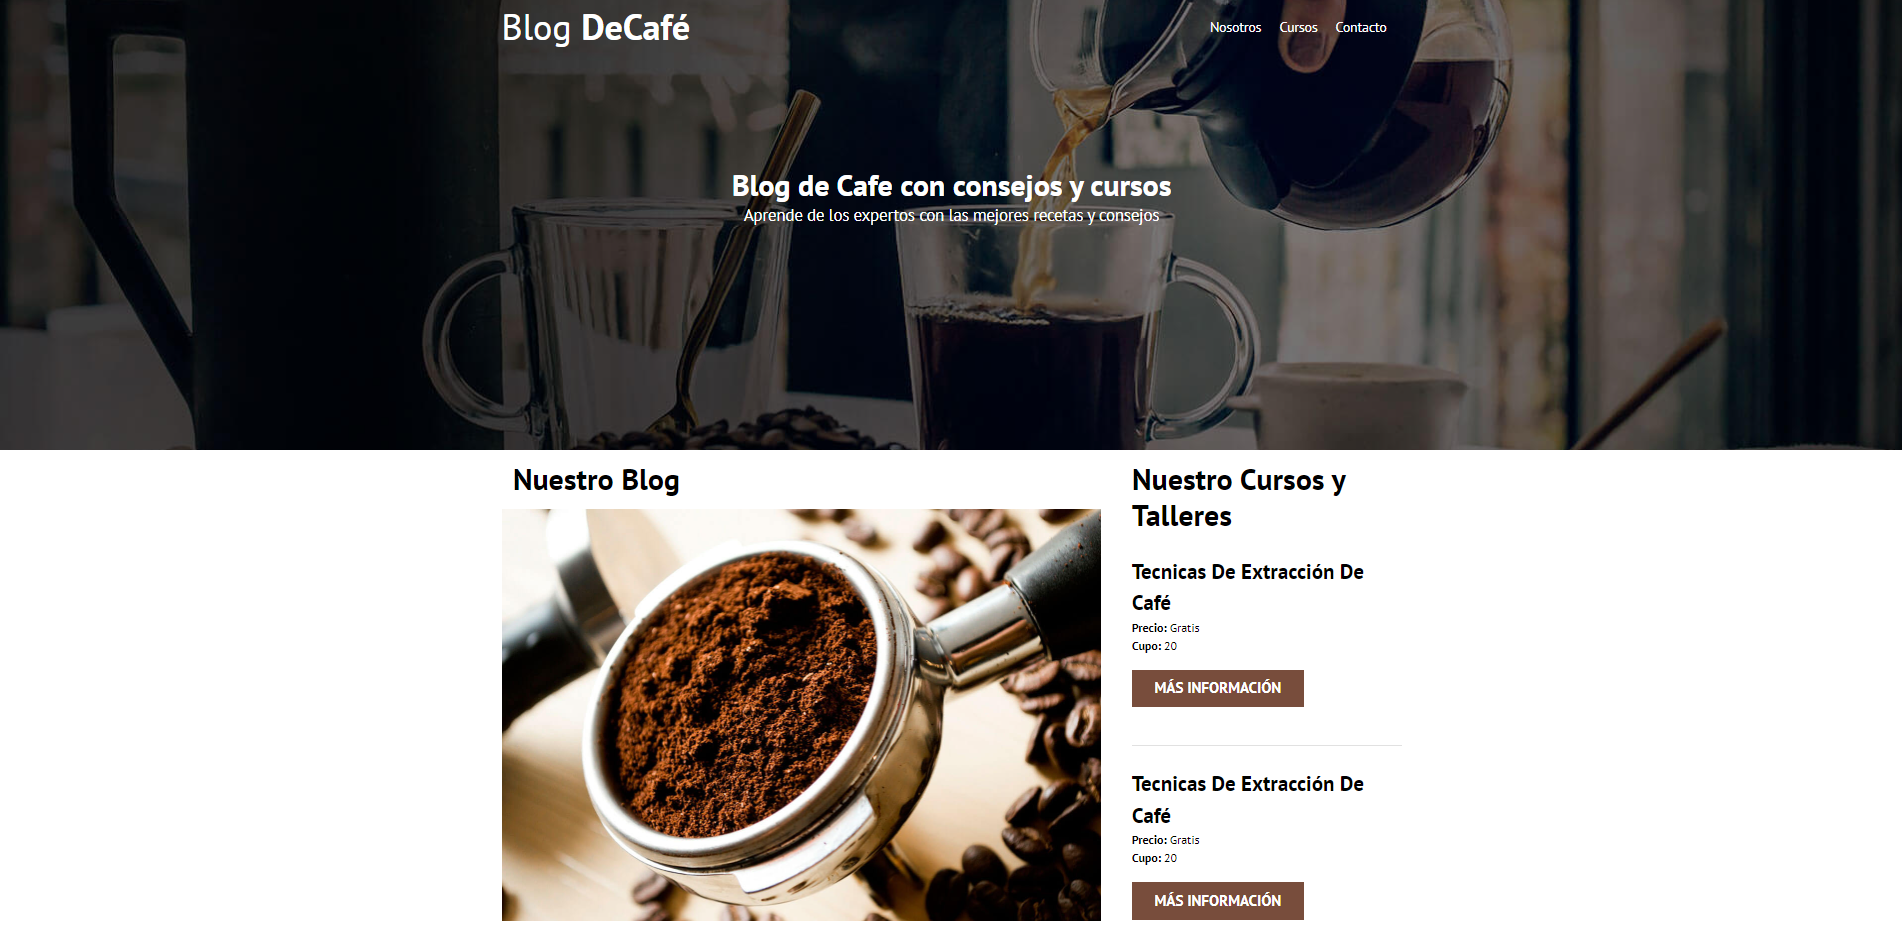 Blog DeCafé
Nosotros Cursos Contacto
Blog de Cafe con consejos y cursos
Aprende de los expertos con las mejores recetas y consejos
Nuestro Blog
Nuestro Cursos y
Talleres
Tecnicas De Extracción De
Café
Precio: Gratis
Cupo: 20
MÁS INFORMACIÓN
Tecnicas De Extracción De
Café
Precio: Gratis
Cupo: 20
MÁS INFORMACIÓN